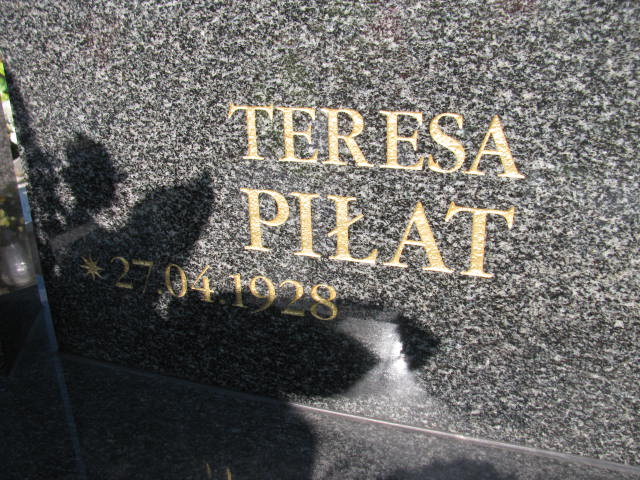 TERESA
PIŁAT
* 27.04.1928